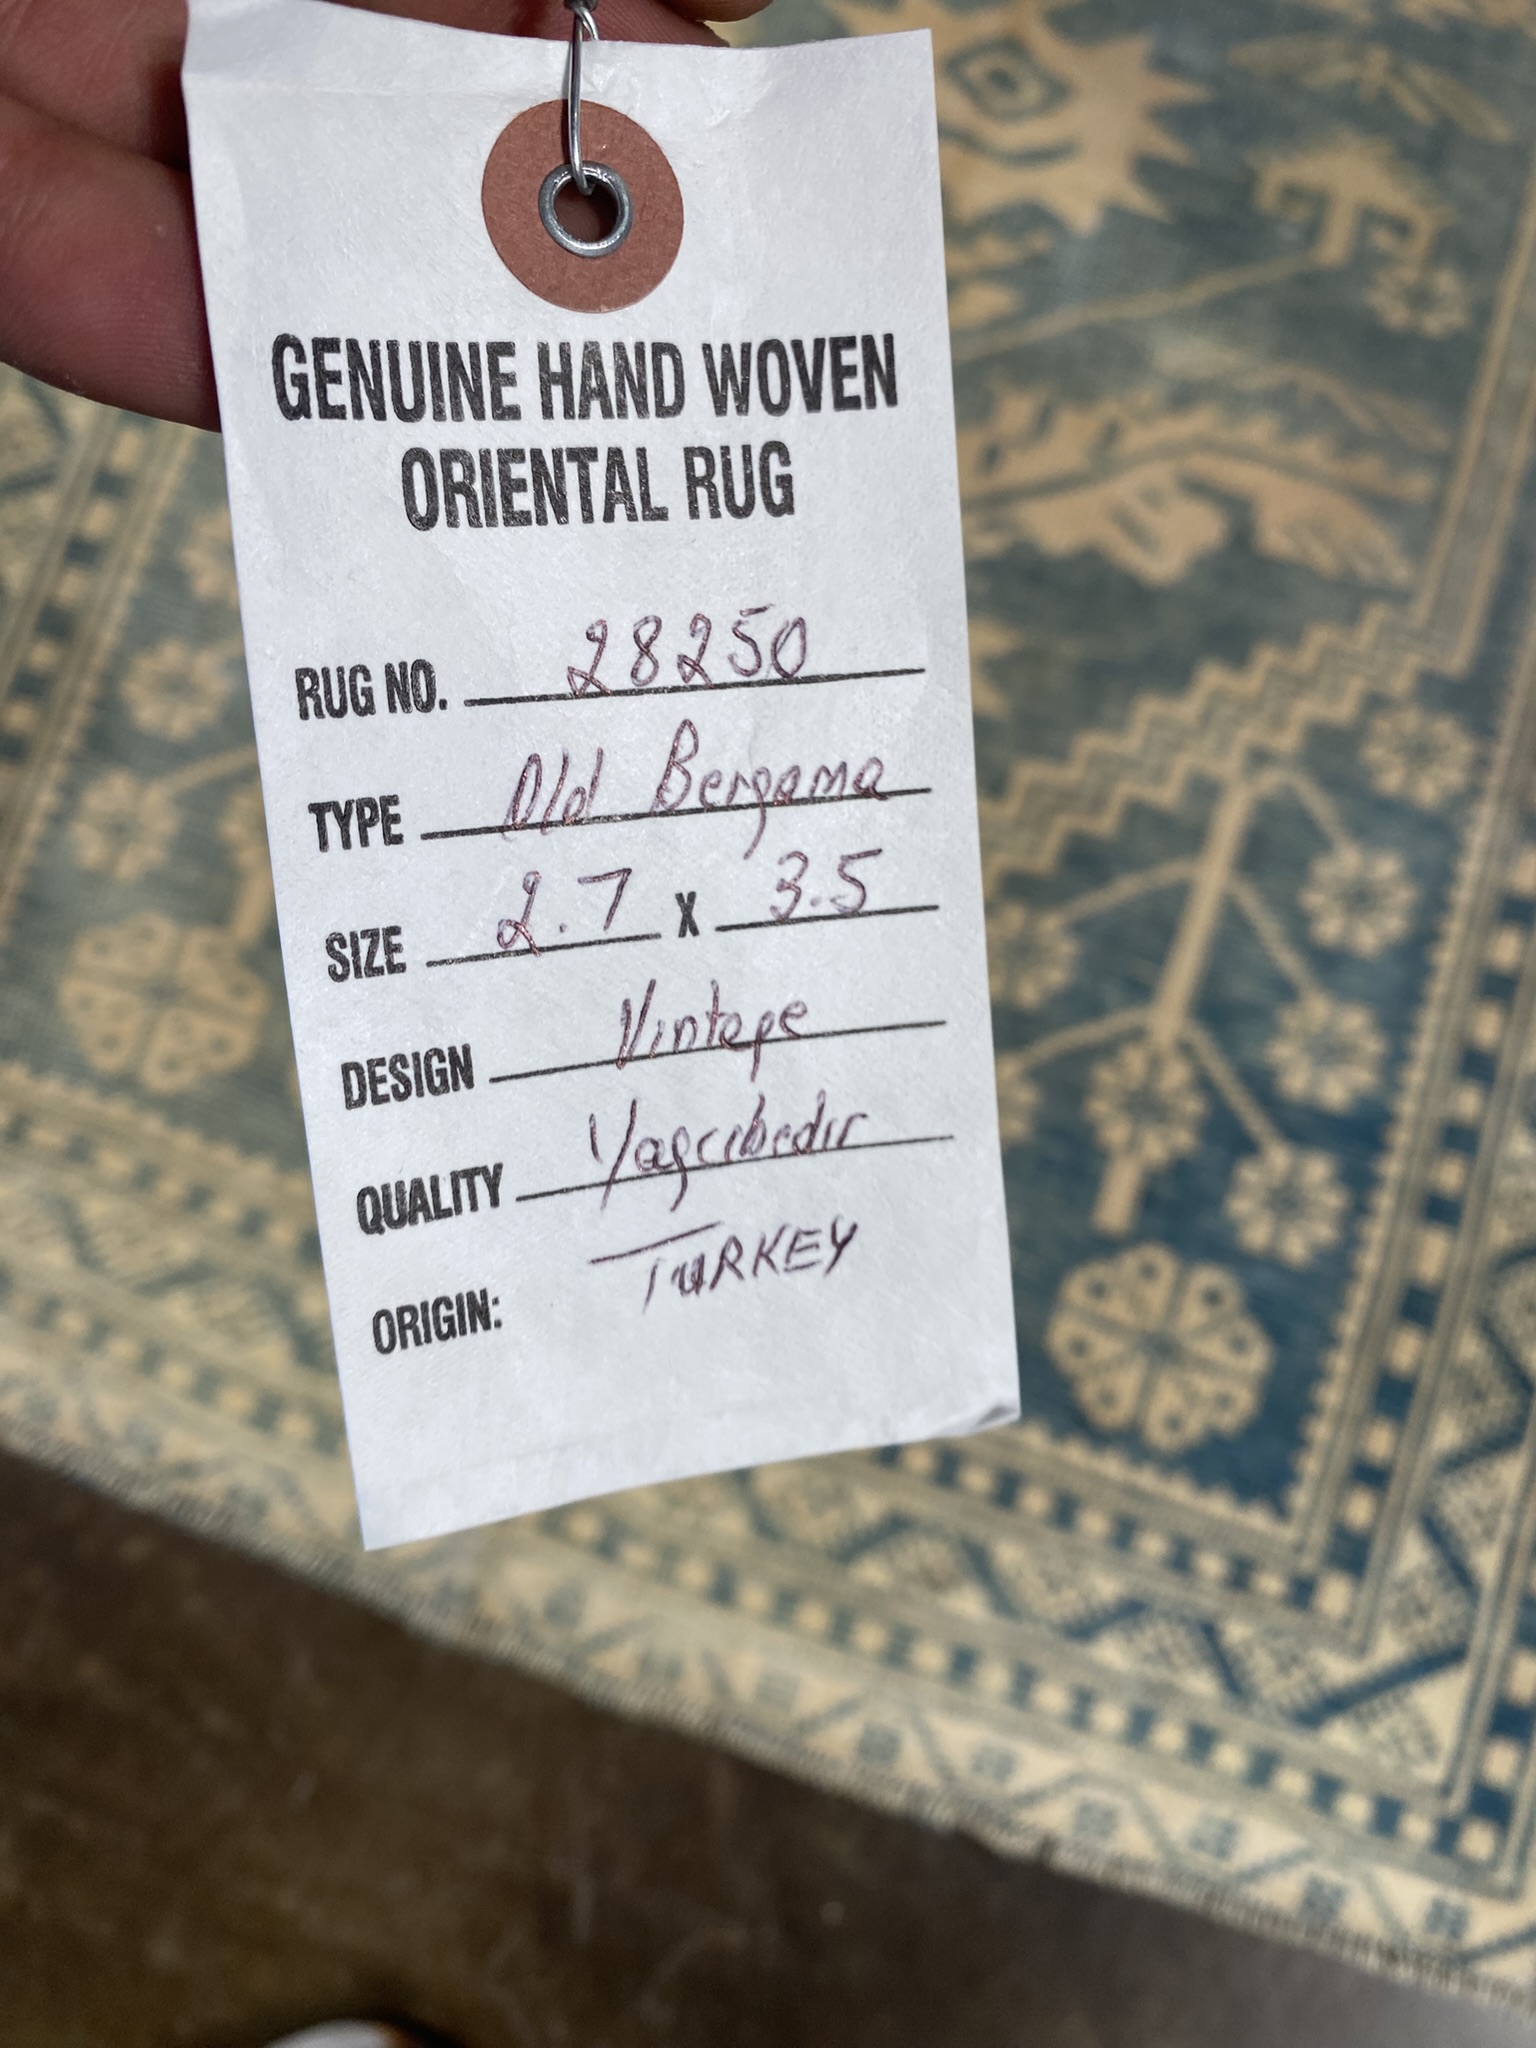 GENUINE HAND WOVEN
ORIENTAL RUG
RUG NO. 28250
TYPE Old Bergama
SIZE 2.7 X 3.5
DESIGN Vintage
QUALITY Yagcıbedır
ORIGIN: TURKEY